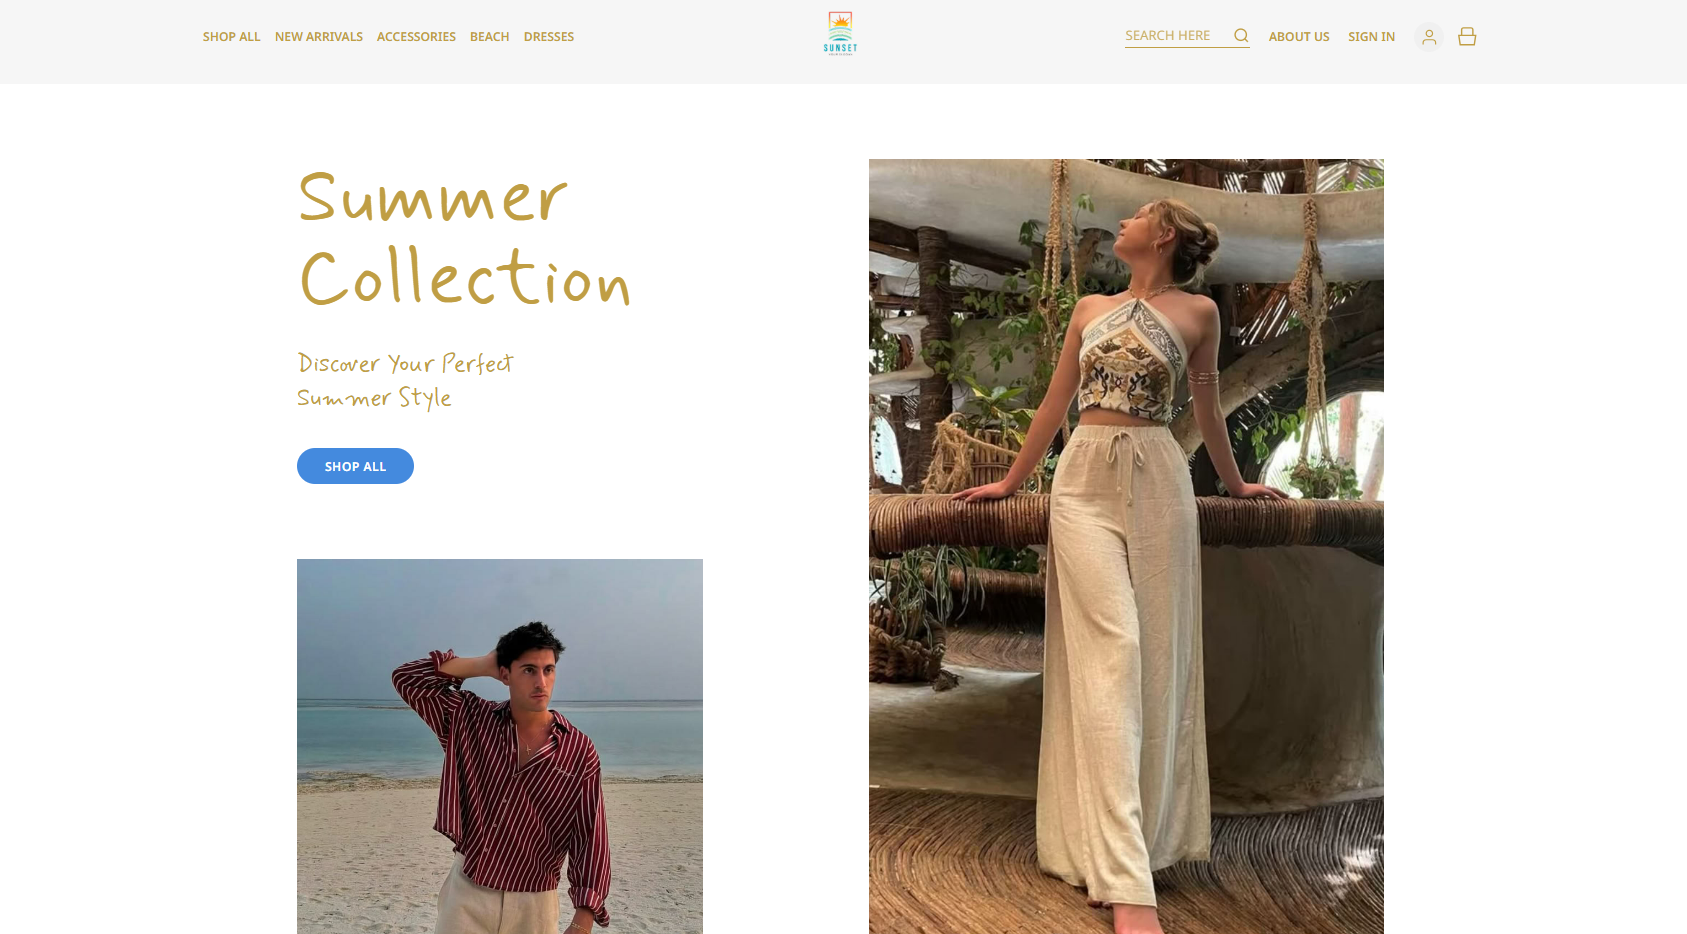 SHOP ALL NEW ARRIVALS ACCESSORIES BEACH DRESSES
SUNSET
SEARCH HERE
ABOUT US SIGN IN
Summer
Collection
Discover Your Perfect
Summer Style
SHOP ALL